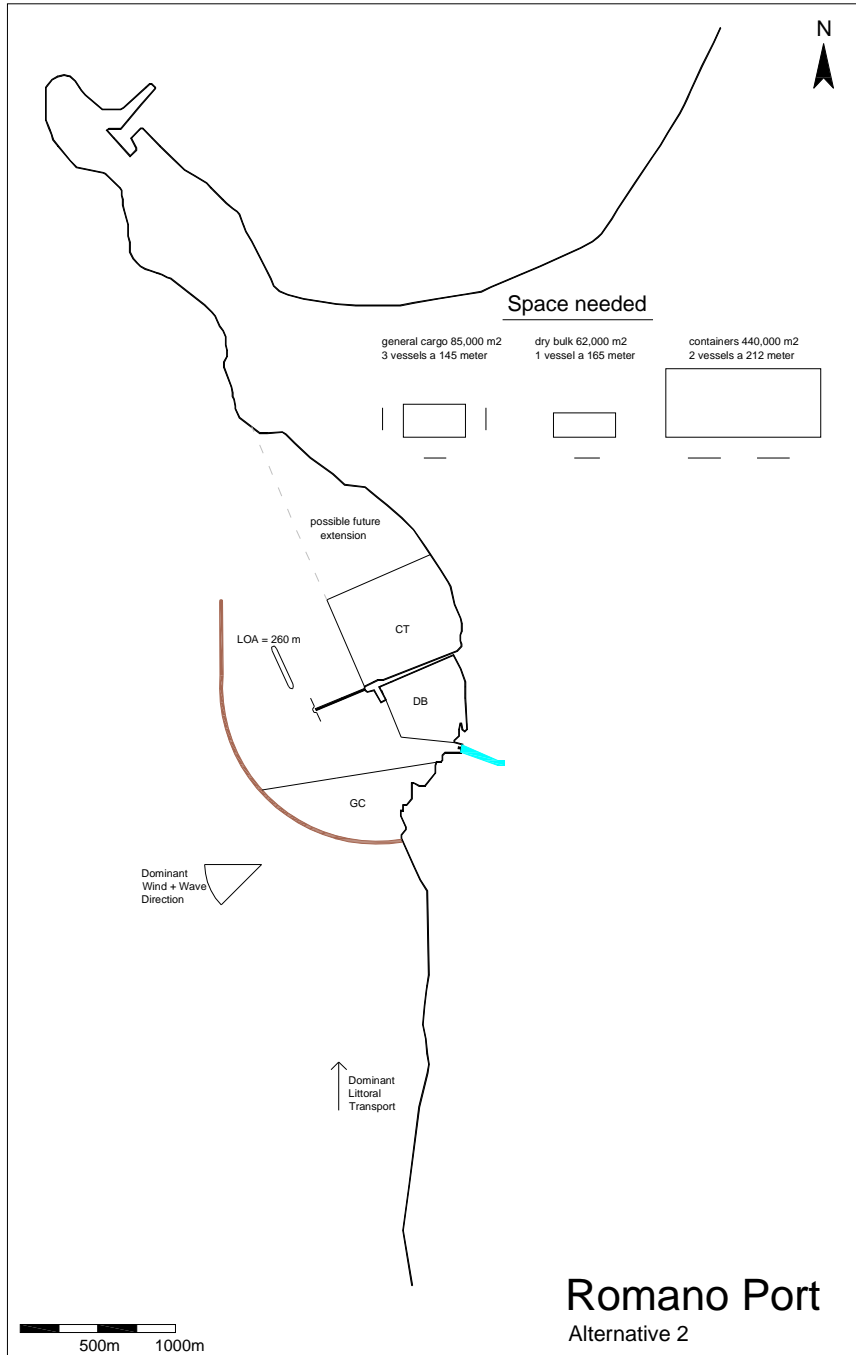 N
Space needed
general cargo 85,000 m2
3 vessels a 145 meter
dry bulk 62,000 m2
1 vessel a 165 meter
containers 440,000 m2
2 vessels a 212 meter
possible future
extension
CT
LOA = 260 m
DB
GC
Dominant
Wind + Wave
Direction
Dominant
Littoral
Transport
Romano Port
Alternative 2
500m
1000m